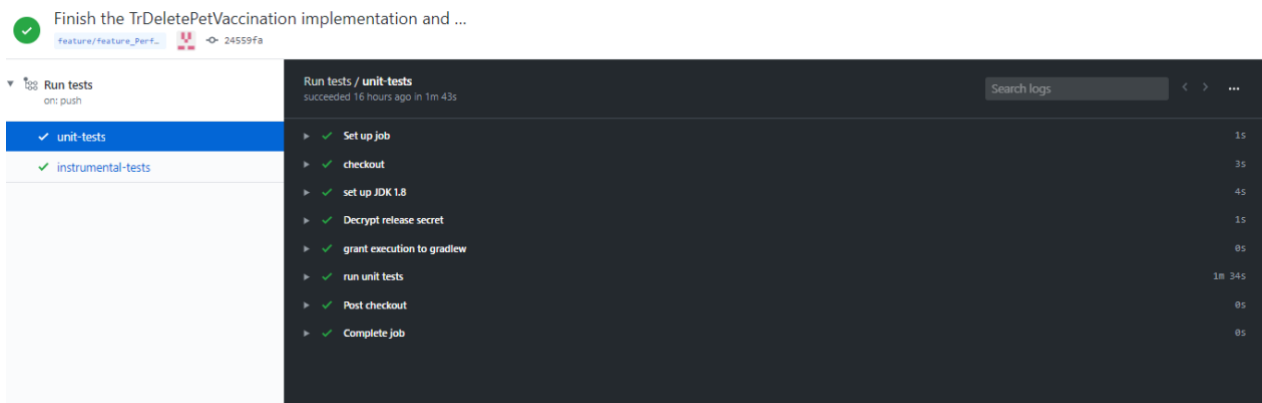 Finish the TrDeletePetVaccination implementation and ...
feature/feature_Perf… 24559fa
Run tests
on: push
unit-tests
instrumental-tests
Run tests / unit-tests
succeeded 16 hours ago in 1m 43s
Search logs
Set up job 1s
checkout 3s
set up JDK 1.8 4s
Decrypt release secret 1s
grant execution to gradlew 0s
run unit tests 1m 34s
Post checkout 0s
Complete job 0s